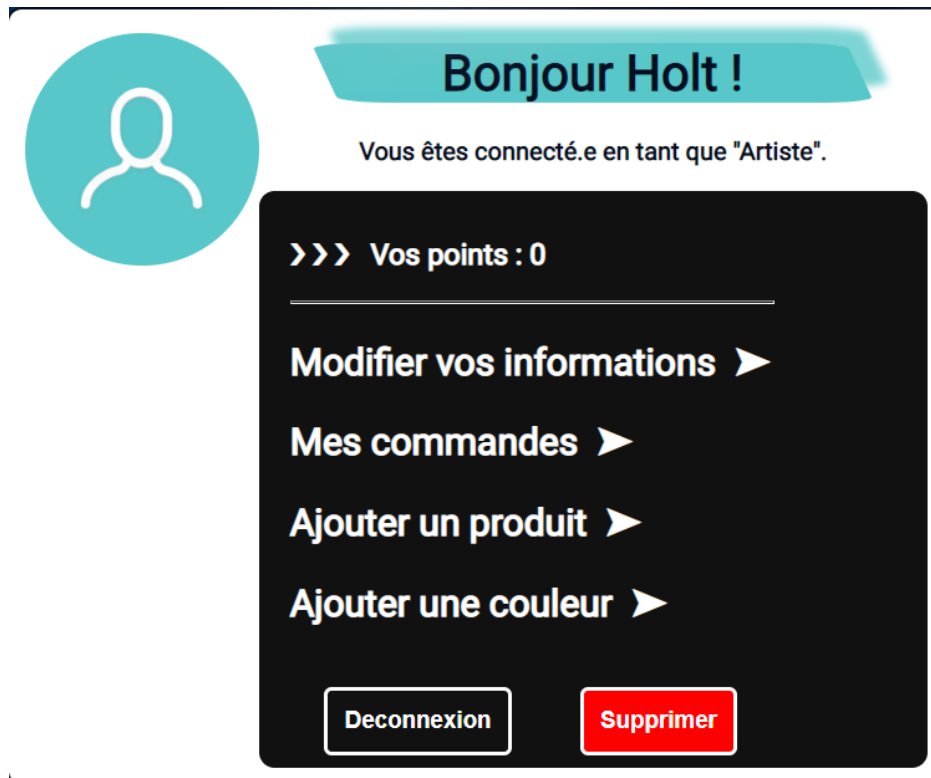 Bonjour Holt !
Vous êtes connecté.e en tant que "Artiste".
❯❯❯ Vos points : 0
Modifier vos informations ➤
Mes commandes ➤
Ajouter un produit ➤
Ajouter une couleur ➤
Deconnexion
Supprimer